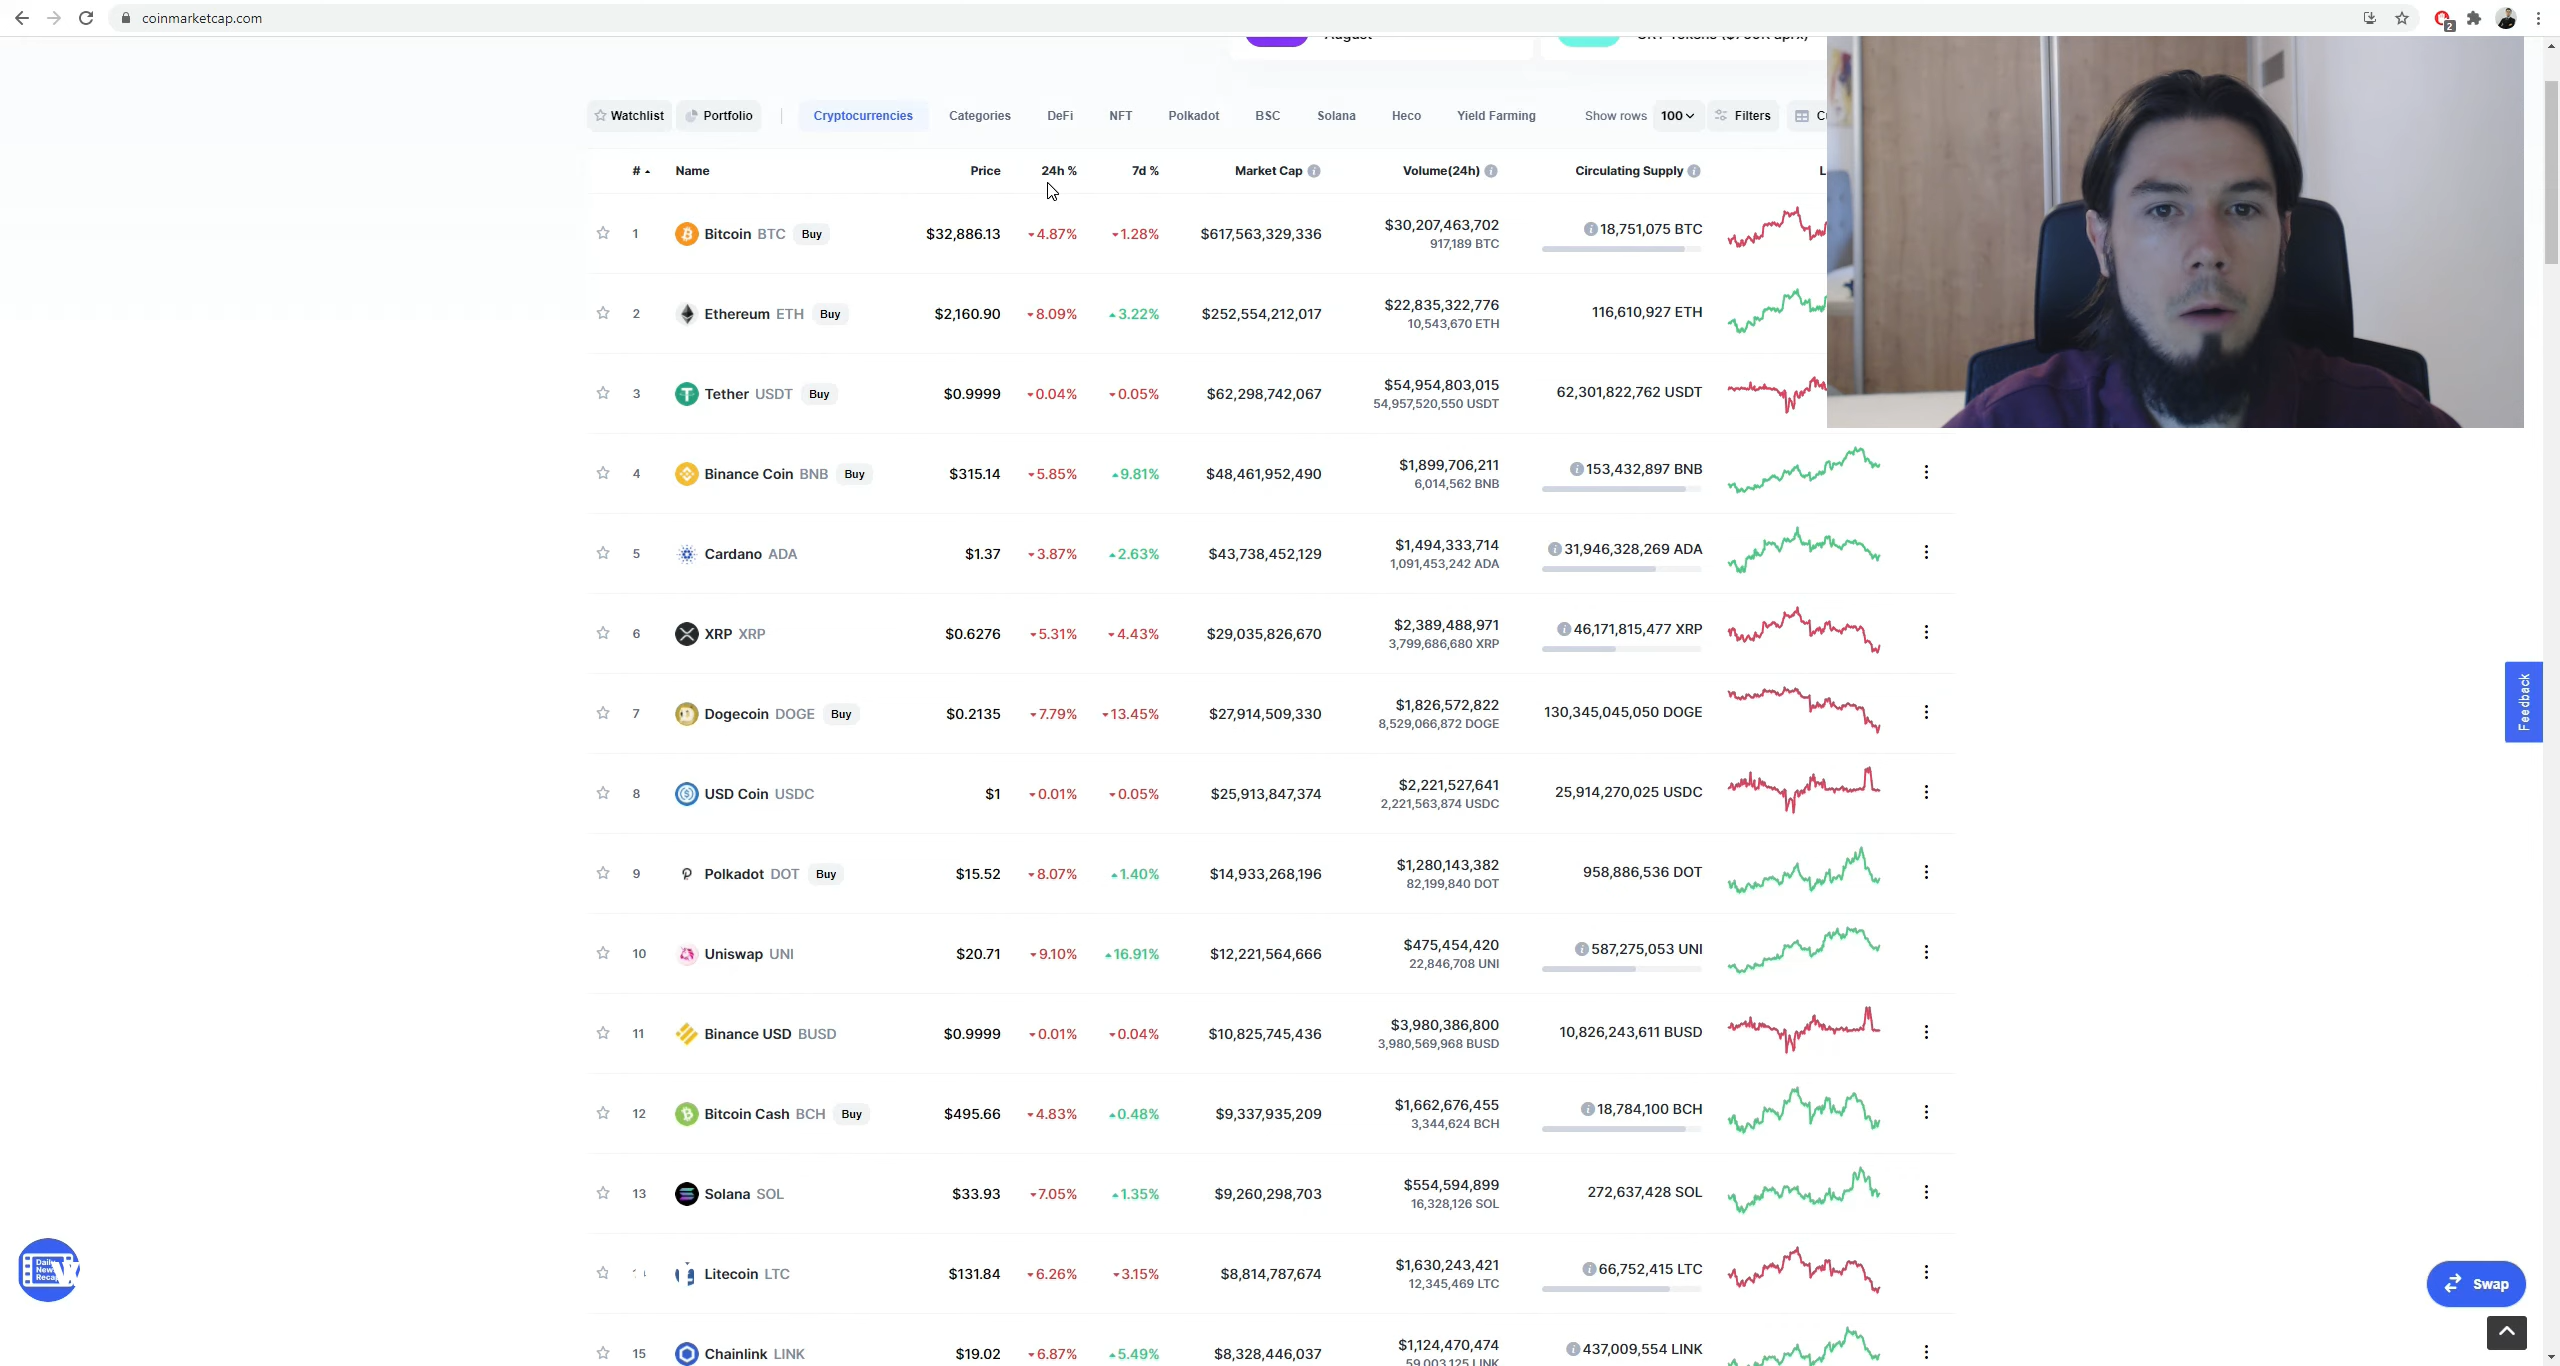 coinmarketcap.com
2
August
Watchlist Portfolio Cryptocurrencies Categories DeFi NFT Polkadot BSC Solana Heco Yield Farming Show rows 100 Filters
# Name Price 24h % 7d % Market Cap Volume(24h) Circulating Supply
1 Bitcoin BTC Buy $32,886.13 4.87% 1.28% $617,563,329,336 $30,207,463,702 18,751,075 BTC
917,189 BTC
2 Ethereum ETH Buy $2,160.90 8.09% 3.22% $252,554,212,017 $22,835,322,776 116,610,927 ETH
10,543,670 ETH
3 Tether USDT Buy $0.9999 0.04% 0.05% $62,298,742,067 $54,954,803,015 62,301,822,762 USDT
54,957,520,550 USDT
4 Binance Coin BNB Buy $315.14 5.85% 9.81% $48,461,952,490 $1,899,706,211 153,432,897 BNB
6,014,562 BNB
5 Cardano ADA $1.37 3.87% 2.63% $43,738,452,129 $1,494,333,714 31,946,328,269 ADA
1,091,453,242 ADA
6 XRP XRP $0.6276 5.31% 4.43% $29,035,826,670 $2,389,488,971 46,171,815,477 XRP
3,799,686,680 XRP
7 Dogecoin DOGE Buy $0.2135 7.79% 13.45% $27,914,509,330 $1,826,572,822 130,345,045,050 DOGE
8,529,066,872 DOGE
Feedback
8 USD Coin USDC $1 0.01% 0.05% $25,913,847,374 $2,221,527,641 25,914,270,025 USDC
2,221,563,874 USDC
9 Polkadot DOT Buy $15.52 8.07% 1.40% $14,933,268,196 $1,280,143,382 958,886,536 DOT
82,199,840 DOT
10 Uniswap UNI $20.71 9.10% 16.91% $12,221,564,666 $475,454,420 587,275,053 UNI
22,846,708 UNI
11 Binance USD BUSD $0.9999 0.01% 0.04% $10,825,745,436 $3,980,386,800 10,826,243,611 BUSD
3,980,569,968 BUSD
12 Bitcoin Cash BCH Buy $495.66 4.83% 0.48% $9,337,935,209 $1,662,676,455 18,784,100 BCH
3,344,624 BCH
13 Solana SOL $33.93 7.05% 1.35% $9,260,298,703 $554,594,899 272,637,428 SOL
16,328,126 SOL
Litecoin LTC $131.84 6.26% 3.15% $8,814,787,674 $1,630,243,421 66,752,415 LTC
12,345,469 LTC
Swap
15 Chainlink LINK $19.02 6.87% 5.49% $8,328,446,037 $1,124,470,474 437,009,554 LINK